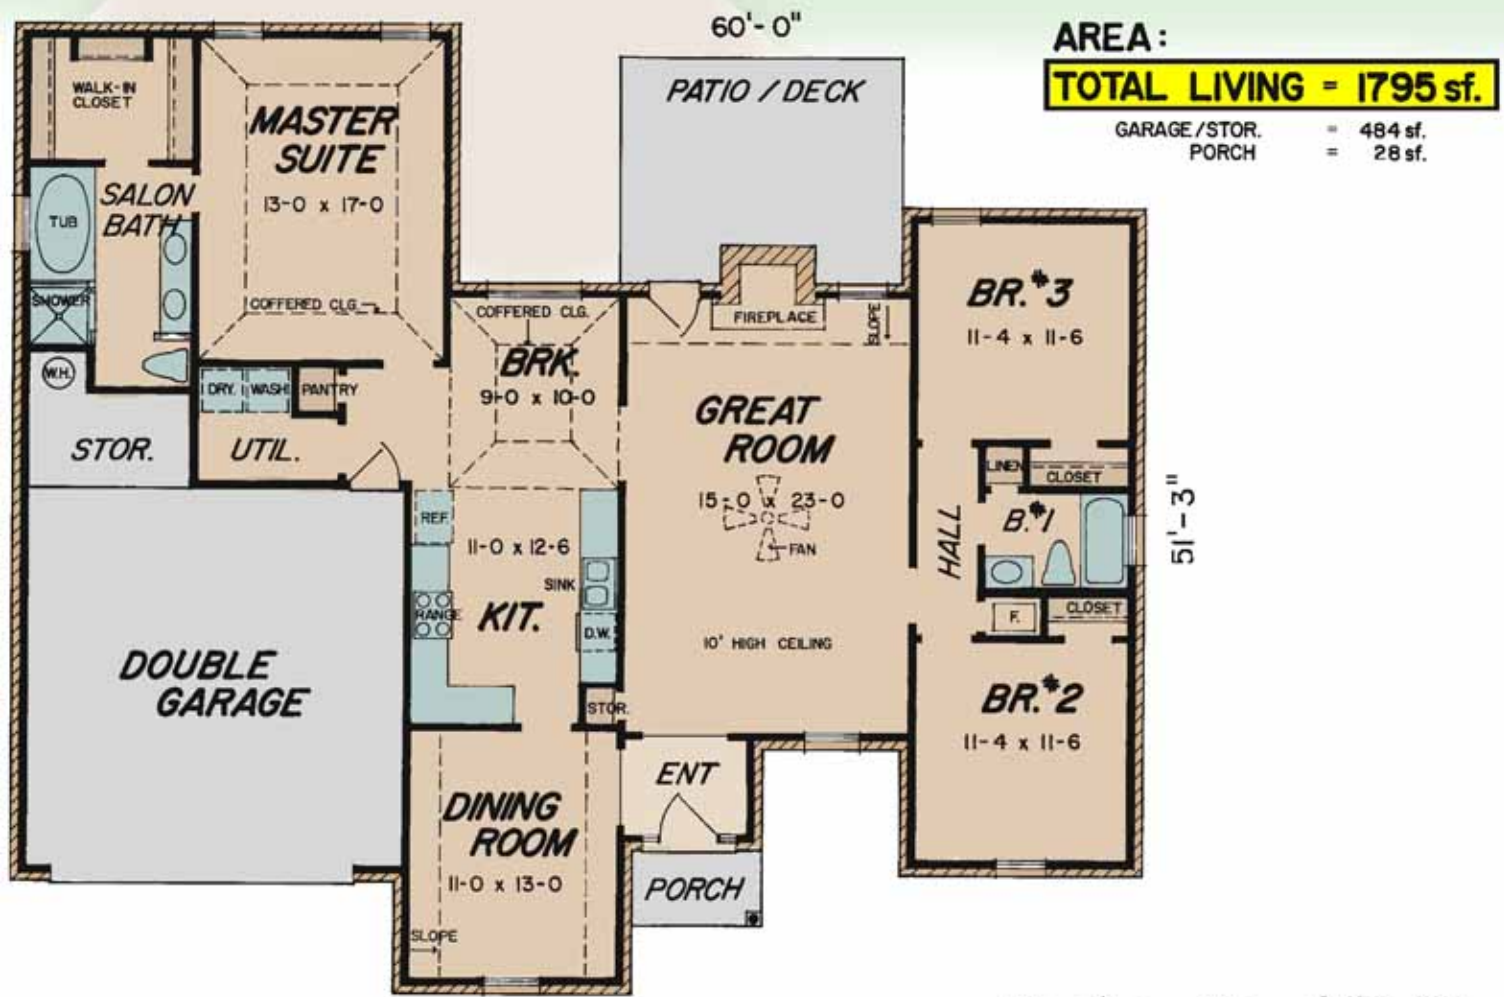 60'-0"
AREA:
TOTAL LIVING = 1795 sf.
GARAGE/STOR. = 484 sf.
PORCH = 28 sf.
PATIO / DECK
WALK-IN
CLOSET
MASTER
SUITE
13-0 x 17-0
SALON
BATH
TUB
SHOWER
COFFERED CLG.
W.H.
STOR.
DRY.
WASH
PANTRY
UTIL.
COFFERED CLG.
BRK.
9-0 x 10-0
FIREPLACE
SLOPE
GREAT
ROOM
15-0 x 23-0
FAN
10' HIGH CEILING
BR.#3
11-4 x 11-6
LINEN
CLOSET
B.#1
HALL
51'-3"
F.
CLOSET
BR.#2
11-4 x 11-6
REF.
11-0 x 12-6
SINK
RANGE
KIT.
D.W.
STOR.
DOUBLE
GARAGE
DINING
ROOM
11-0 x 13-0
SLOPE
ENT
PORCH